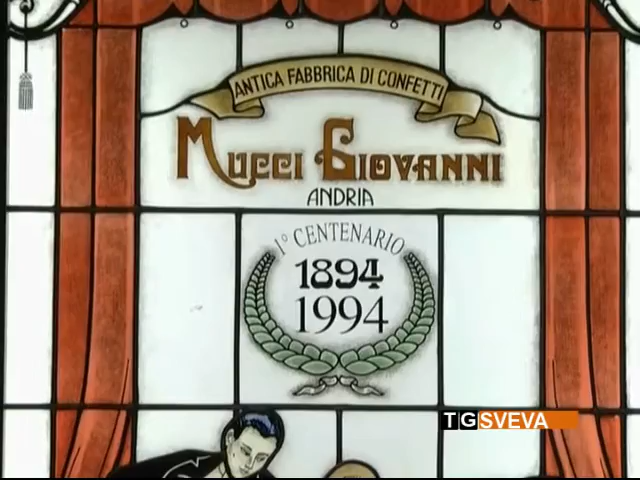 ANTICA FABBRICA DI CONFETTI
MUCCI GIOVANNI
ANDRIA
1° CENTENARIO
1894
1994
TGSVEVA